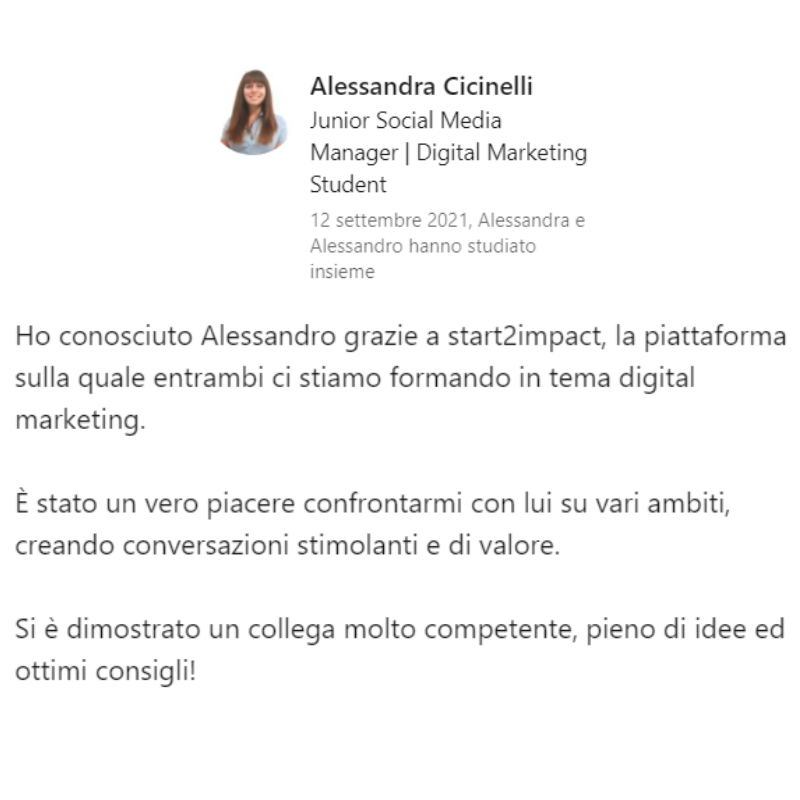 Alessandra Cicinelli
Junior Social Media
Manager | Digital Marketing
Student
12 settembre 2021, Alessandra e
Alessandro hanno studiato
insieme
Ho conosciuto Alessandro grazie a start2impact, la piattaforma
sulla quale entrambi ci stiamo formando in tema digital
marketing.
È stato un vero piacere confrontarmi con lui su vari ambiti,
creando conversazioni stimolanti e di valore.
Si è dimostrato un collega molto competente, pieno di idee ed
ottimi consigli!